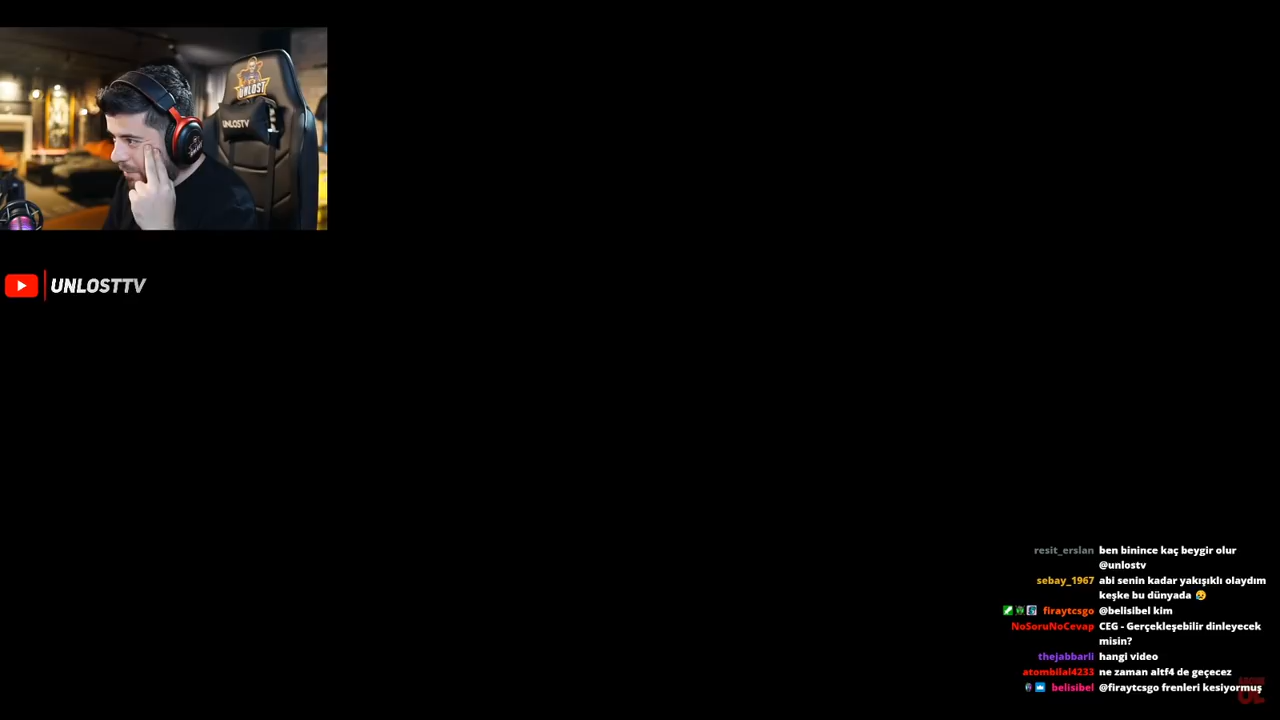 UNLOST
UNLOSTV
UNLOSTTV
resit_erslan ben binince kaç beygir olur
@unlostv
sebay_1967 abi senin kadar yakışıklı olaydım
keşke bu dünyada 😢
firaytcsgo @belisibel kim
NoSoruNoCevap CEG - Gerçekleşebilir dinleyecek
misin?
thejabbarli hangi video
atombilal4233 ne zaman altf4 de geçecez
belisibel @firaytcsgo frenleri kesiyormuş